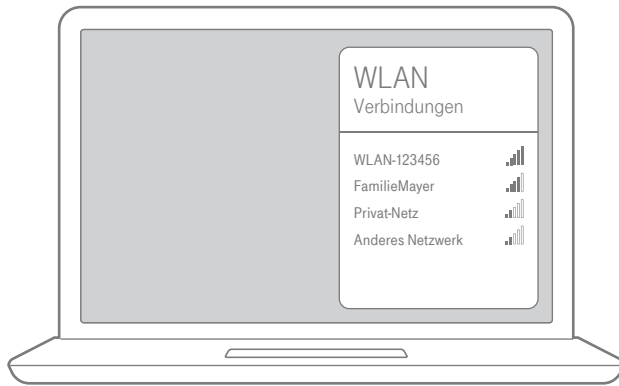 WLAN
Verbindungen
WLAN-123456
FamilieMayer
Privat-Netz
Anderes Netzwerk